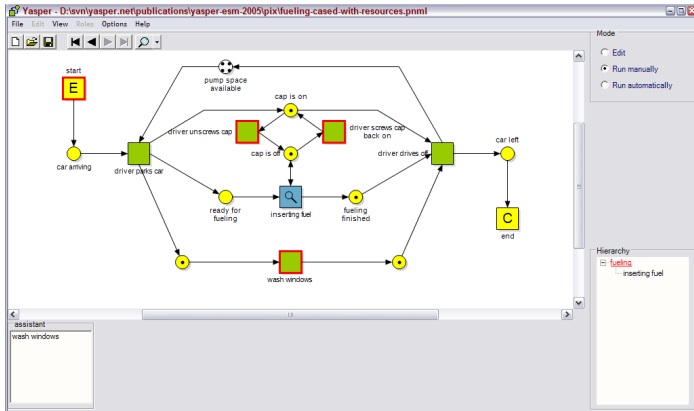 Yasper - D:\svn\yasper.net\publications\yasper-esm-2005\pix\fueling-cased-with-resources.pnml
File Edit View Roles Options Help
Mode
Edit
Run manually
Run automatically
start
E
pump space
available
cap is on
driver unscrews cap
driver screws cap
back on
cap is off
driver drives off
car left
car arriving
driver parks car
ready for
fueling
inserting fuel
fueling
finished
C
end
wash windows
Hierarchy
fueling
inserting fuel
assistant
wash windows